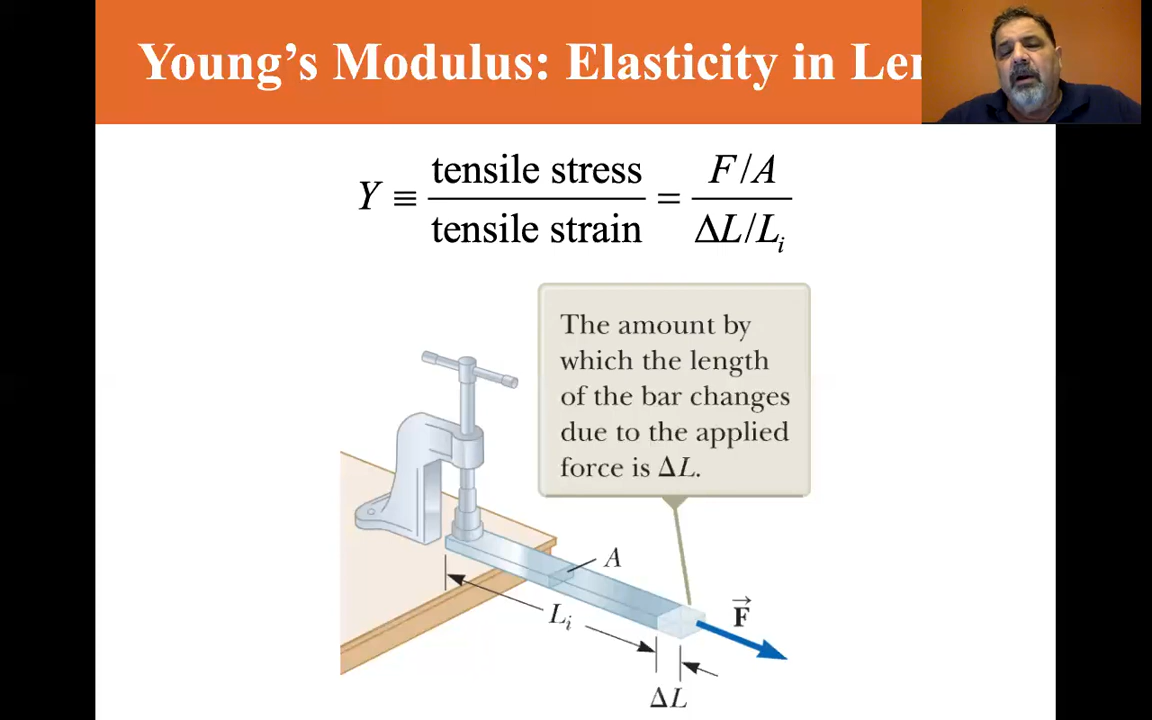 Young's Modulus: Elasticity in Le
Y ≡ tensile stress / tensile strain = F/A / ΔL/Lᵢ
The amount by
which the length
of the bar changes
due to the applied
force is ΔL.
A
Lᵢ
F⃗
ΔL